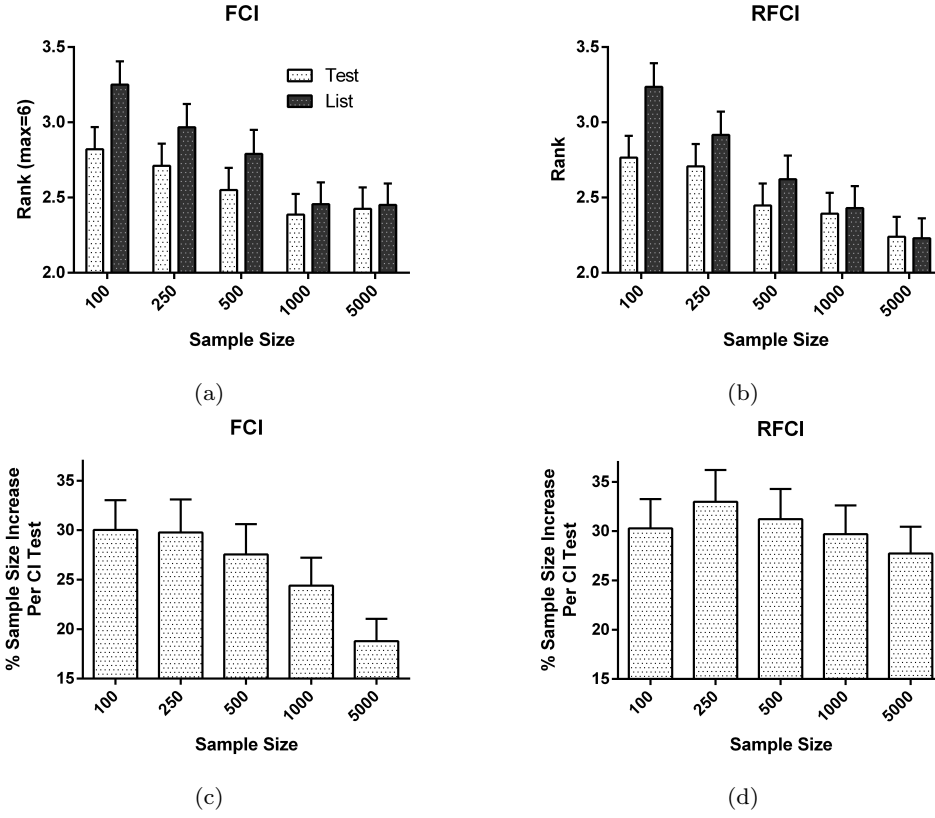 FCI
3.5
3.0
2.5
2.0
Rank (max=6)
Test
List
100
250
500
1000
5000
Sample Size
(a)
RFCI
3.5
3.0
2.5
2.0
Rank
100
250
500
1000
5000
Sample Size
(b)
FCI
35
30
25
20
15
% Sample Size Increase
Per CI Test
100
250
500
1000
5000
Sample Size
(c)
RFCI
35
30
25
20
15
% Sample Size Increase
Per CI Test
100
250
500
1000
5000
Sample Size
(d)